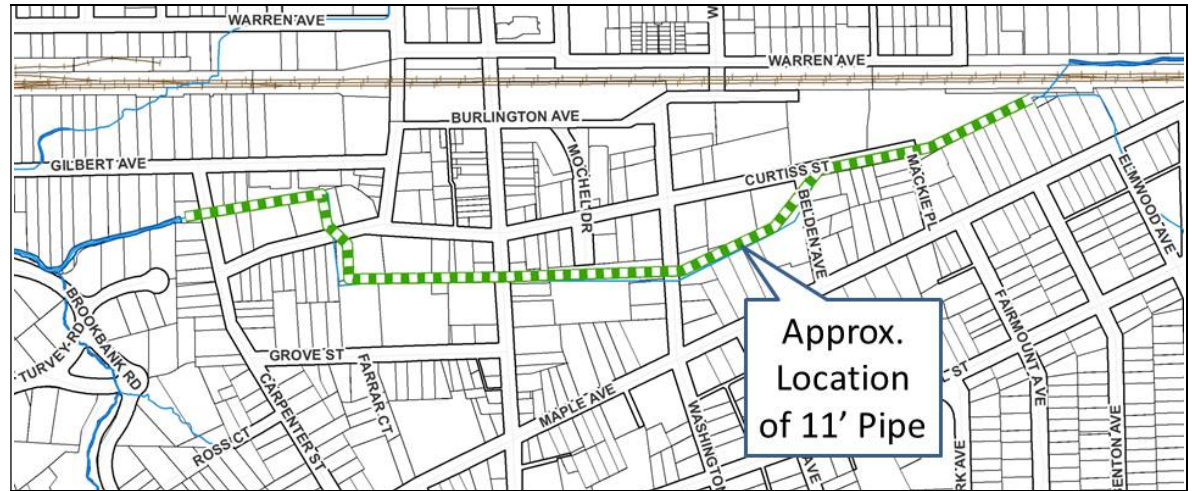 WARREN AVE
WARREN AVE
BURLINGTON AVE
GILBERT AVE
MOCHEL DR
CURTISS ST
MACKIE PL
BELDEN AVE
ELMWOOD AVE
BROOKBANK RD
TURVEY RD
GROVE ST
FARRAR CT
CARPENTER ST
ROSS CT
MAPLE AVE
WASHINGTON
FAIRMOUNT AVE
Approx.
Location
of 11’ Pipe